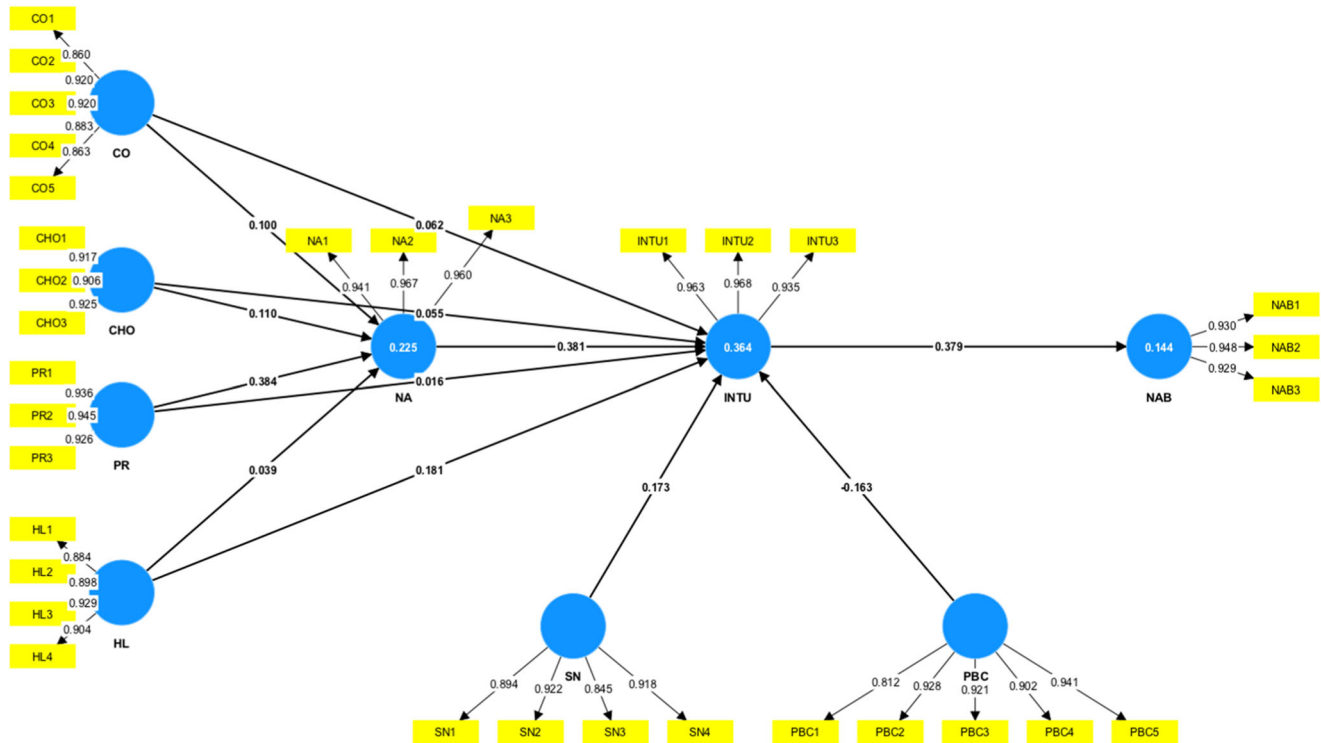 CO1
0.860
CO2
0.920
CO3
0.920
0.883
CO4
0.863
CO
CO5
NA3
0.100
0.062
CHO1
NA1
NA2
INTU1
INTU2
INTU3
0.917
CHO2
0.906
0.941
0.967
0.960
0.963
0.968
0.935
0.925
CHO3
CHO
0.110
0.055
NAB1
0.930
0.225
0.381
0.364
0.379
0.144
0.948
NAB2
0.929
PR1
0.384
0.016
NAB3
0.936
NA
INTU
NAB
PR2
0.945
0.926
PR3
PR
0.039
0.181
0.173
-0.163
HL1
0.884
HL2
0.898
0.929
HL3
0.904
HL
HL4
SN
PBC
0.894
0.922
0.845
0.918
0.812
0.928
0.921
0.902
0.941
SN1
SN2
SN3
SN4
PBC1
PBC2
PBC3
PBC4
PBC5